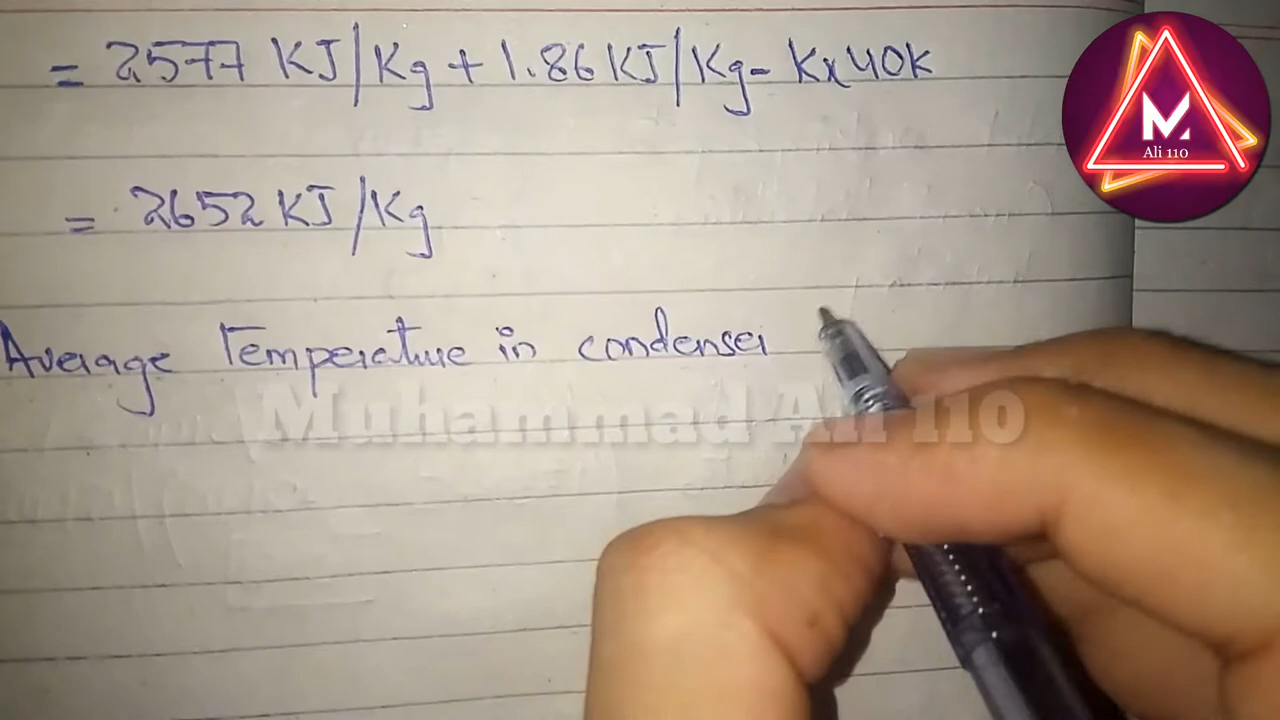 = 2577 KJ/Kg + 1.86 KJ/Kg- Kx40k
M
Ali 110
= 2652 KJ/Kg
Average Temperature in condenser
Muhammad Ali 110